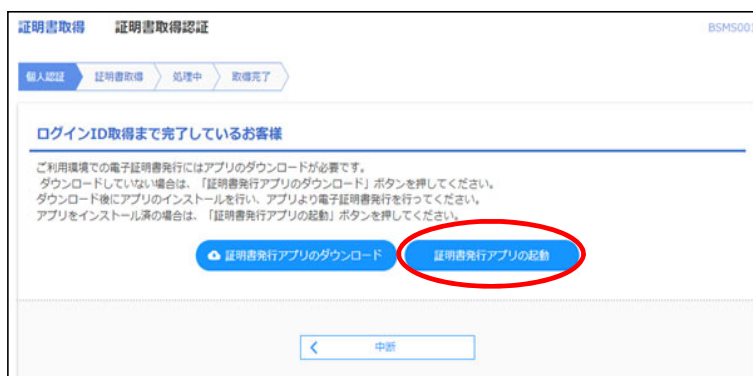 証明書取得 証明書取得認証 BSMS001
個人認証 証明書取得 処理中 取得完了
ログインID取得まで完了しているお客様
ご利用環境での電子証明書発行にはアプリのダウンロードが必要です。
ダウンロードしていない場合は、「証明書発行アプリのダウンロード」ボタンを押してください。
ダウンロード後にアプリのインストールを行い、アプリより電子証明書発行を行ってください。
アプリをインストール済の場合は、「証明書発行アプリの起動」ボタンを押してください。
証明書発行アプリのダウンロード 証明書発行アプリの起動
中断